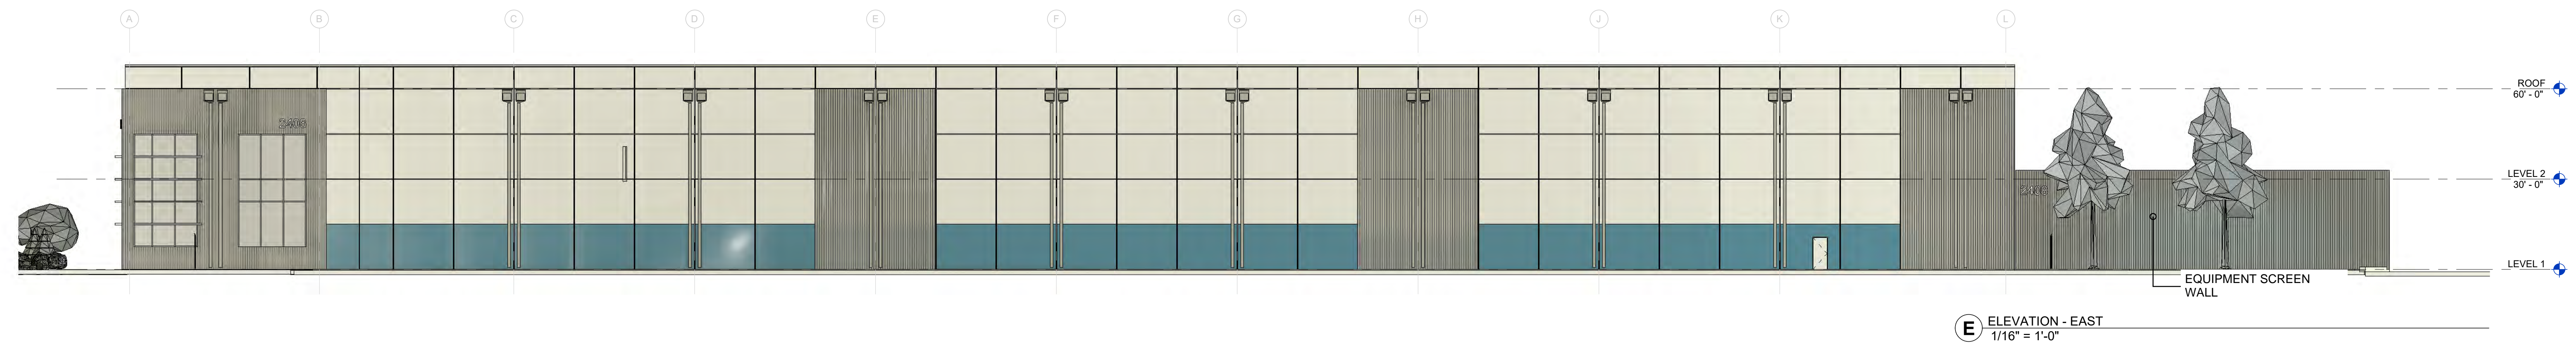 A B C D E F G H J K L
ROOF
60' - 0"
LEVEL 2
30' - 0"
LEVEL 1
EQUIPMENT SCREEN
WALL
E ELEVATION - EAST
1/16" = 1'-0"